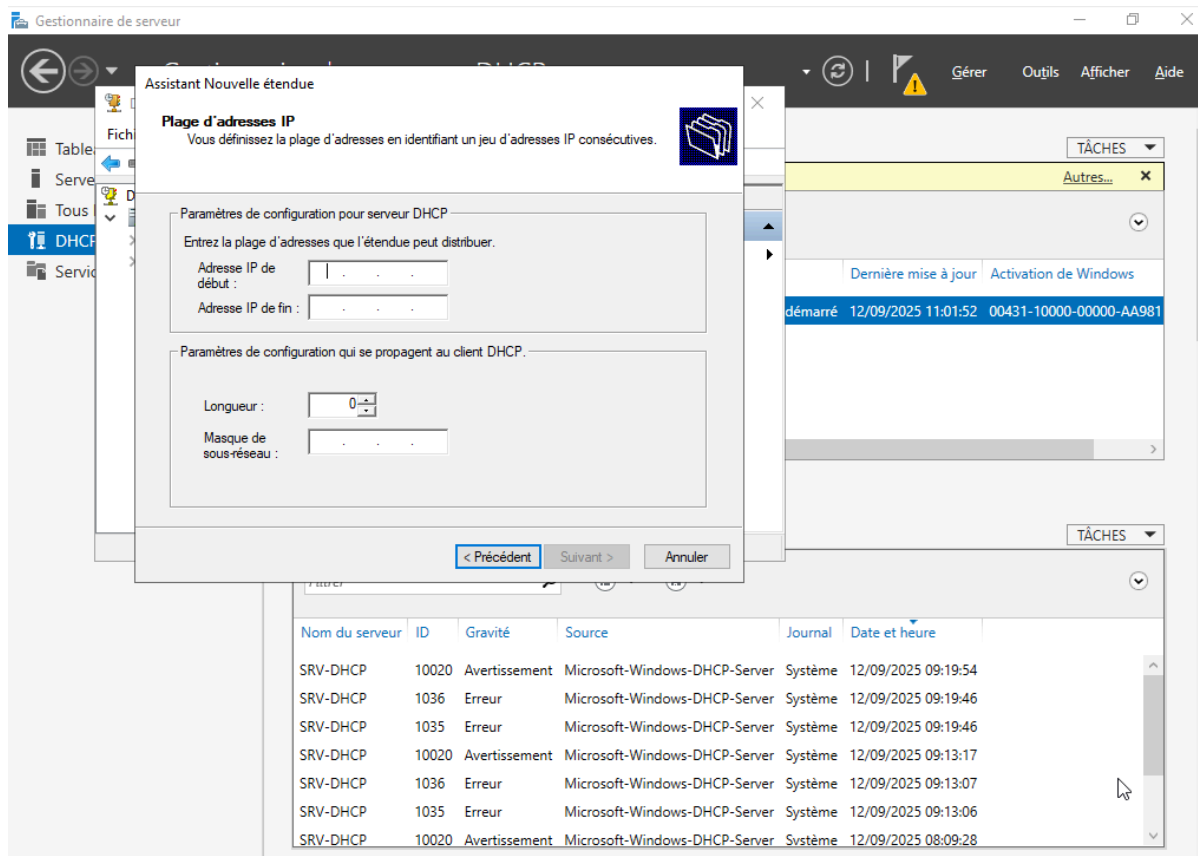 Gestionnaire de serveur
Gérer Outils Afficher Aide
Assistant Nouvelle étendue
Plage d'adresses IP
Vous définissez la plage d'adresses en identifiant un jeu d'adresses IP consécutives.
Fichi
Table
Serve
Tous
DHCP
Servic
TÂCHES
Autres...
Paramètres de configuration pour serveur DHCP
Entrez la plage d'adresses que l'étendue peut distribuer.
Adresse IP de
début :
Adresse IP de fin :
Dernière mise à jour Activation de Windows
démarré 12/09/2025 11:01:52 00431-10000-00000-AA981
Paramètres de configuration qui se propagent au client DHCP.
Longueur : 0
Masque de
sous-réseau :
< Précédent Suivant > Annuler
TÂCHES
Nom du serveur ID Gravité Source Journal Date et heure
SRV-DHCP 10020 Avertissement Microsoft-Windows-DHCP-Server Système 12/09/2025 09:19:54
SRV-DHCP 1036 Erreur Microsoft-Windows-DHCP-Server Système 12/09/2025 09:19:46
SRV-DHCP 1035 Erreur Microsoft-Windows-DHCP-Server Système 12/09/2025 09:19:46
SRV-DHCP 10020 Avertissement Microsoft-Windows-DHCP-Server Système 12/09/2025 09:13:17
SRV-DHCP 1036 Erreur Microsoft-Windows-DHCP-Server Système 12/09/2025 09:13:07
SRV-DHCP 1035 Erreur Microsoft-Windows-DHCP-Server Système 12/09/2025 09:13:06
SRV-DHCP 10020 Avertissement Microsoft-Windows-DHCP-Server Système 12/09/2025 08:09:28